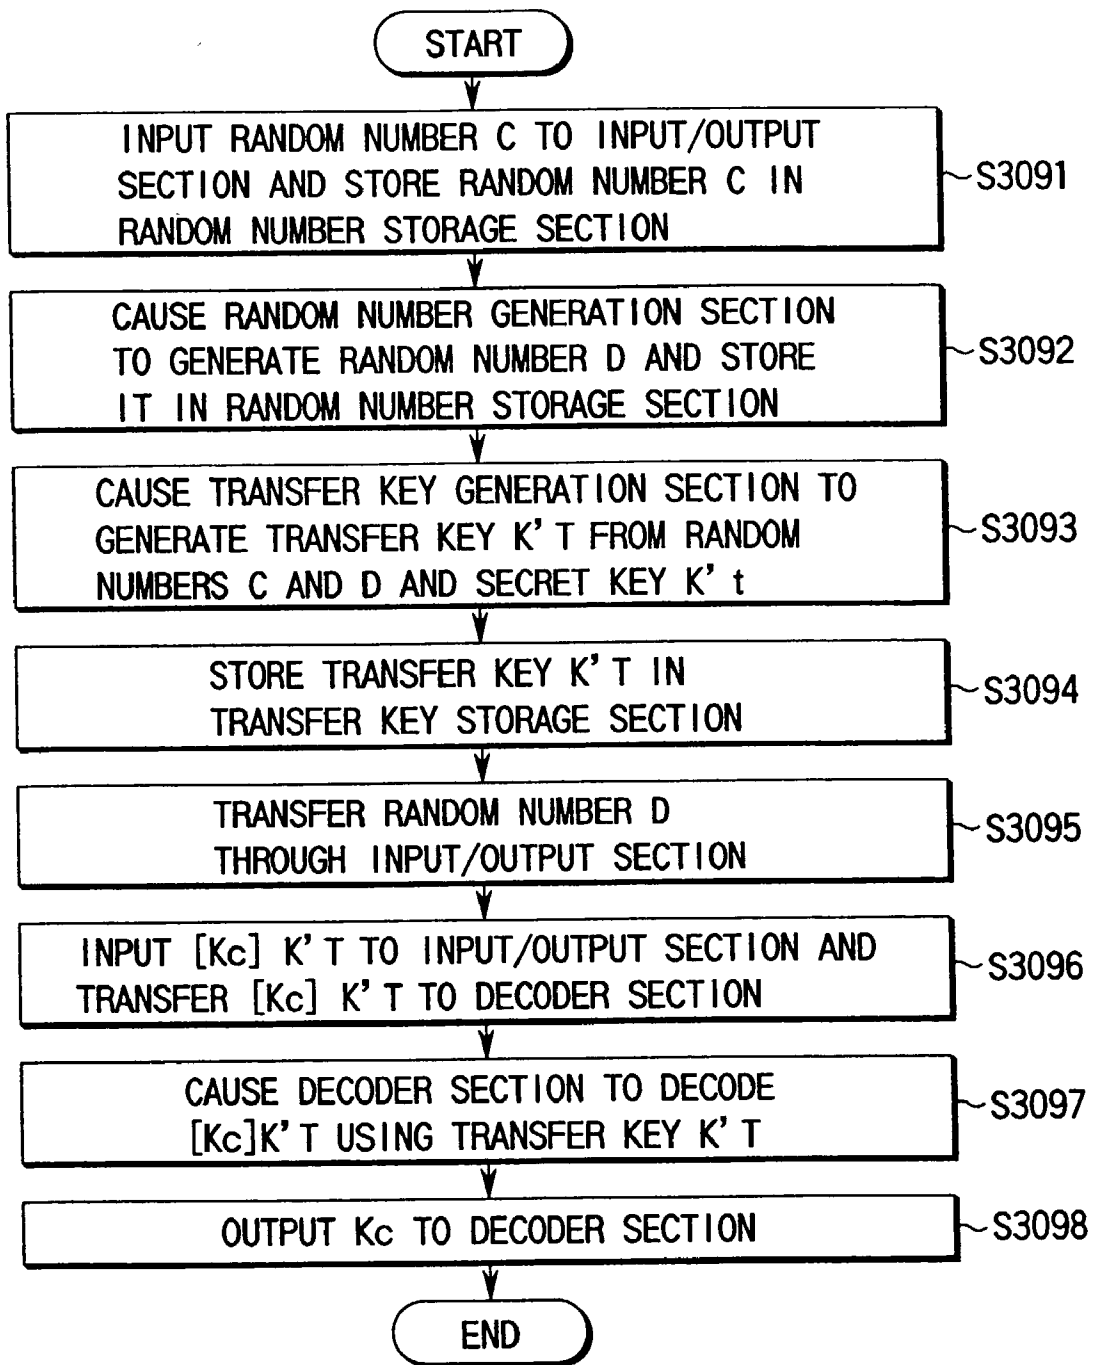 START
INPUT RANDOM NUMBER C TO INPUT/OUTPUT
SECTION AND STORE RANDOM NUMBER C IN
RANDOM NUMBER STORAGE SECTION
S3091
CAUSE RANDOM NUMBER GENERATION SECTION
TO GENERATE RANDOM NUMBER D AND STORE
IT IN RANDOM NUMBER STORAGE SECTION
S3092
CAUSE TRANSFER KEY GENERATION SECTION TO
GENERATE TRANSFER KEY K'T FROM RANDOM
NUMBERS C AND D AND SECRET KEY K't
S3093
STORE TRANSFER KEY K'T IN
TRANSFER KEY STORAGE SECTION
S3094
TRANSFER RANDOM NUMBER D
THROUGH INPUT/OUTPUT SECTION
S3095
INPUT [Kc] K'T TO INPUT/OUTPUT SECTION AND
TRANSFER [Kc] K'T TO DECODER SECTION
S3096
CAUSE DECODER SECTION TO DECODE
[Kc]K'T USING TRANSFER KEY K'T
S3097
OUTPUT Kc TO DECODER SECTION
S3098
END